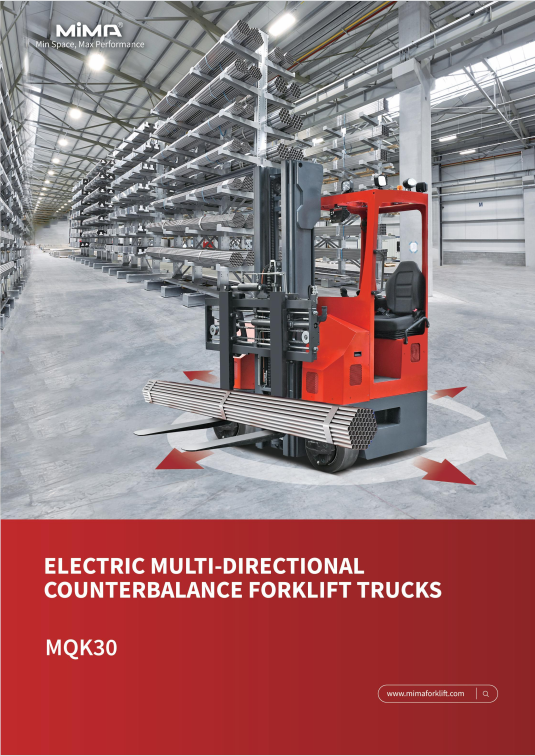 MiMA®
Min Space, Max Performance
ELECTRIC MULTI-DIRECTIONAL
COUNTERBALANCE FORKLIFT TRUCKS
MQK30
www.mimaforklift.com